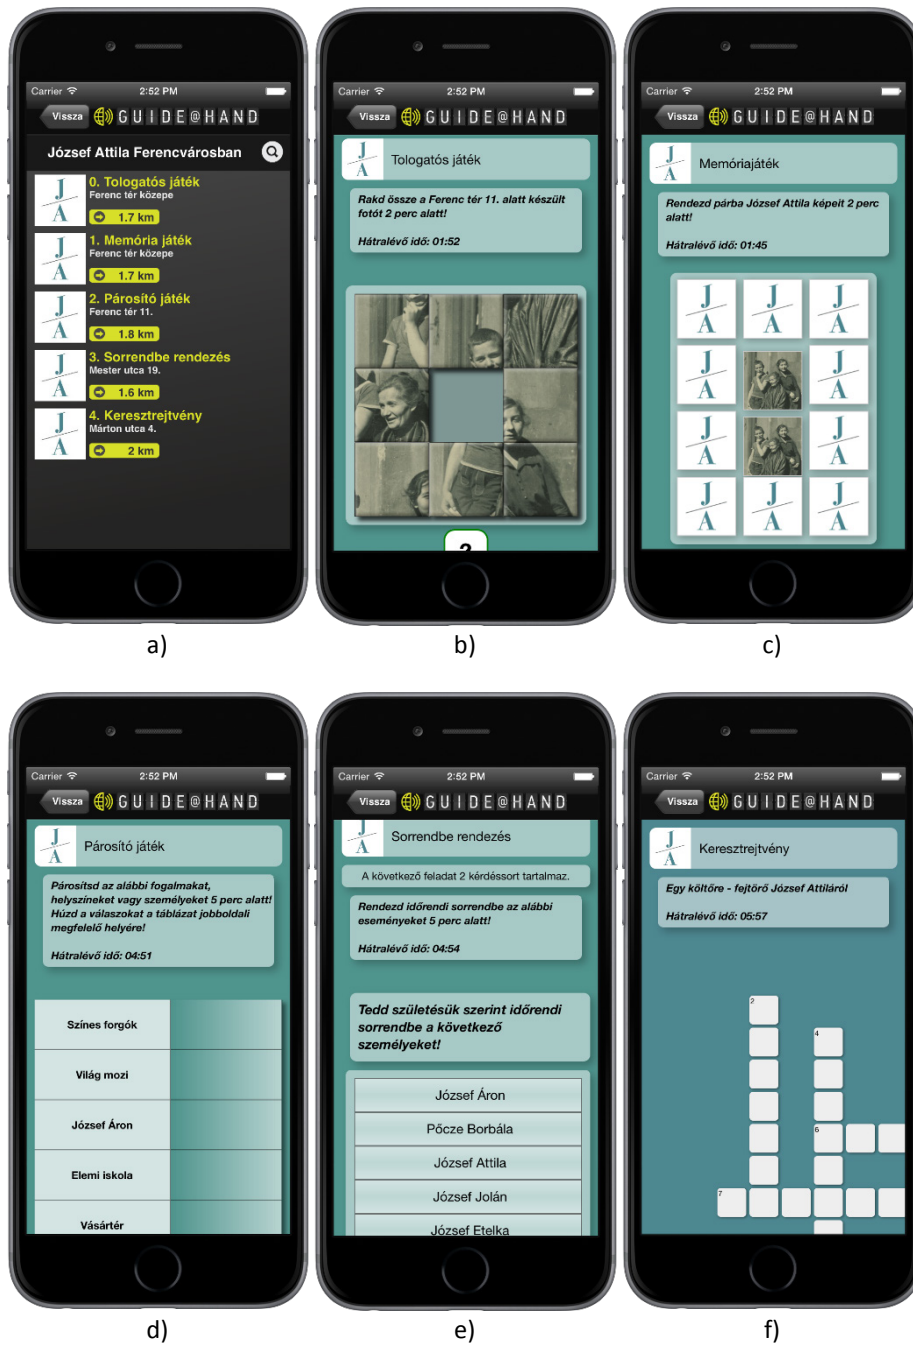 Carrier 2:52 PM
Vissza GUIDE@HAND
József Attila Ferencvárosban
J A
0. Tologatós játék
Ferenc tér közepe
1.7 km
J A
1. Memória játék
Ferenc tér közepe
1.7 km
J A
2. Párosító játék
Ferenc tér 11.
1.8 km
J A
3. Sorrendbe rendezés
Mester utca 19.
1.6 km
J A
4. Keresztrejtvény
Márton utca 4.
2 km
a)
Carrier 2:52 PM
Vissza GUIDE@HAND
J A
Tologatós játék
Rakd össze a Ferenc tér 11. alatt készült
fotót 2 perc alatt!
Hátralévő idő: 01:52
?
b)
Carrier 2:52 PM
Vissza GUIDE@HAND
J A
Memóriajáték
Rendezd párba József Attila képeit 2 perc
alatt!
Hátralévő idő: 01:45
J A J A J A
J A J A
J A J A
J A J A J A
c)
Carrier 2:52 PM
Vissza GUIDE@HAND
J A
Párosító játék
Párosítsd az alábbi fogalmakat,
helyszíneket vagy személyeket 5 perc alatt!
Húzd a válaszokat a táblázat jobboldali
megfelelő helyére!
Hátralévő idő: 04:51
Színes forgók
Világ mozi
József Áron
Elemi iskola
Vásártér
d)
Carrier 2:52 PM
Vissza GUIDE@HAND
J A
Sorrendbe rendezés
A következő feladat 2 kérdéssort tartalmaz.
Rendezd időrendi sorrendbe az alábbi
eseményeket 5 perc alatt!
Hátralévő idő: 04:54
Tedd születésük szerint időrendi
sorrendbe a következő
személyeket!
József Áron
Pőcze Borbála
József Attila
József Jolán
József Etelka
e)
Carrier 2:52 PM
Vissza GUIDE@HAND
J A
Keresztrejtvény
Egy költőre - fejtörő József Attiláról
Hátralévő idő: 05:57
2
4
6
7
f)